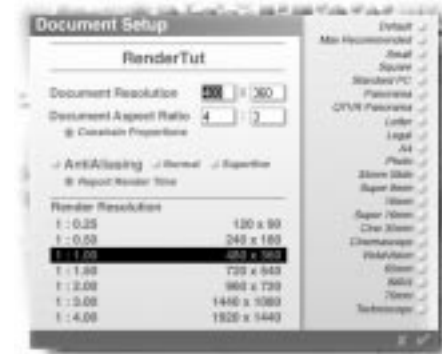 Document Setup
RenderTut
Document Resolution 480 x 360
Document Aspect Ratio 4 : 3
Constrain Proportions
AntiAliasing Normal Superfine
Report Render Time
Render Resolution
1 : 0.25 120 x 90
1 : 0.50 240 x 180
1 : 1.00 480 x 360
1 : 1.50 720 x 540
1 : 2.00 960 x 720
1 : 3.00 1440 x 1080
1 : 4.00 1920 x 1440
Default
Max Recommended
Small
Square
Standard PC
Panorama
QTVR Panorama
Letter
Legal
A4
Photo
35mm Slide
Super 8mm
16mm
Super 16mm
Cine 35mm
Cinemascope
VistaVision
65mm
IMAX
70mm
Techniscope